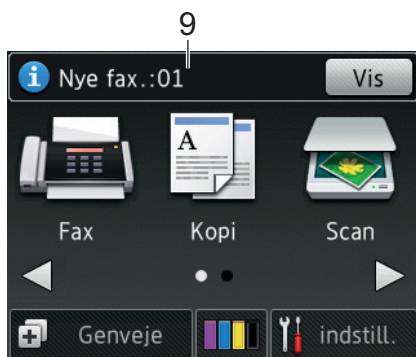 9
Nye fax.:01 Vis
A
Fax Kopi Scan
Genveje indstill.